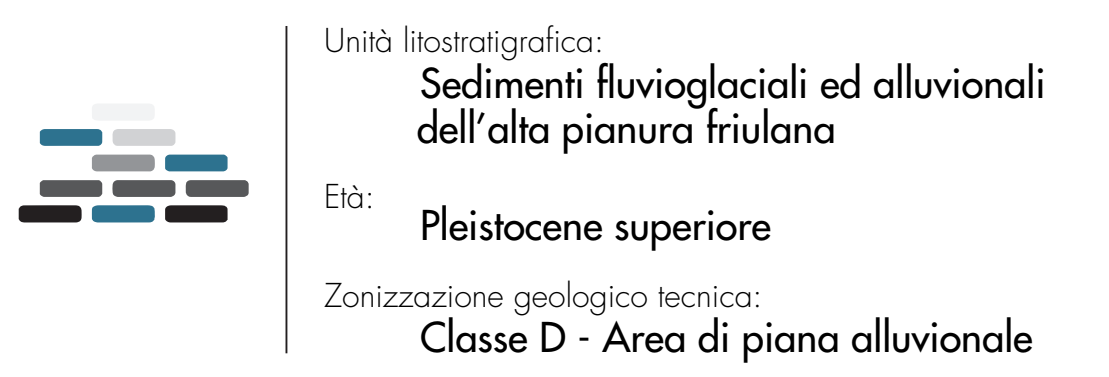 Unità litostratigrafica:
Sedimenti fluvioglaciali ed alluvionali
dell'alta pianura friulana
Età:
Pleistocene superiore
Zonizzazione geologico tecnica:
Classe D - Area di piana alluvionale